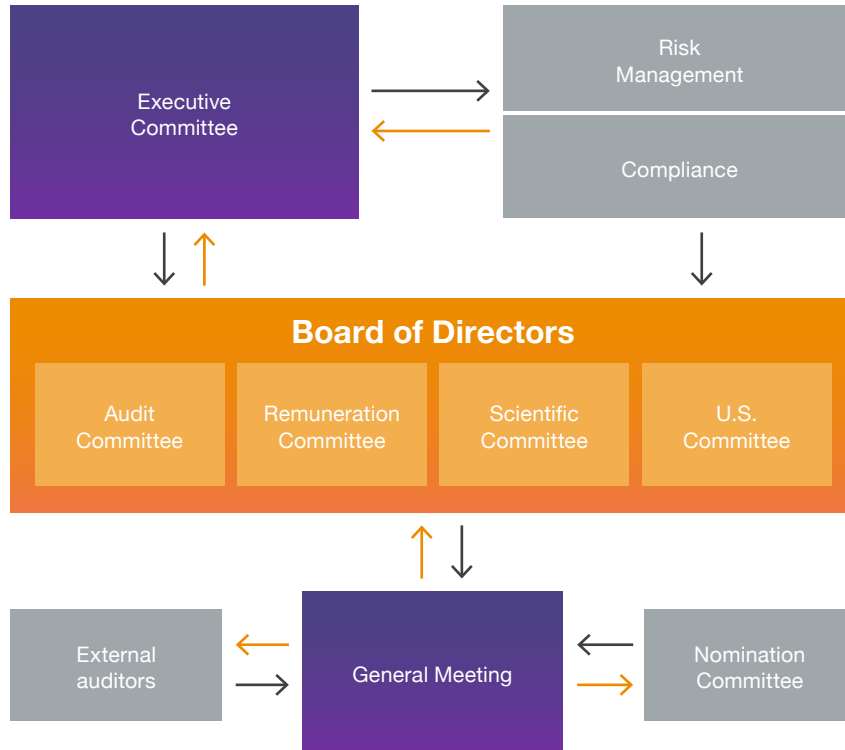 Executive
Committee
Risk
Management
Compliance
Board of Directors
Audit
Committee
Remuneration
Committee
Scientific
Committee
U.S.
Committee
External
auditors
General Meeting
Nomination
Committee